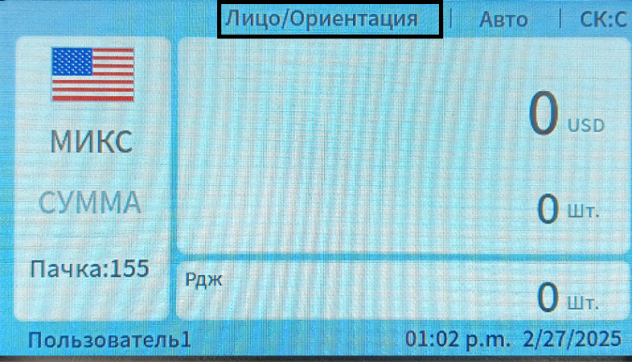 Лицо/Ориентация | Авто | СК:С
МИКС
0 USD
СУММА
0 Шт.
Пачка:155
Рдж
0 Шт.
Пользователь1 01:02 p.m. 2/27/2025